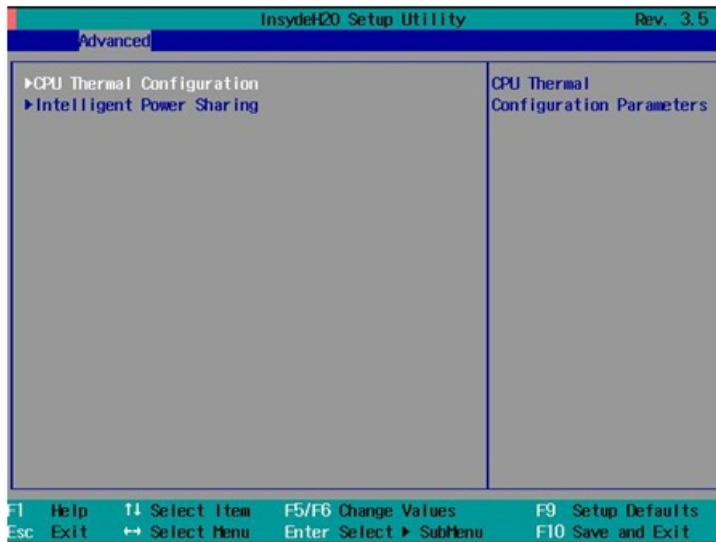 InsydeH2O Setup Utility Rev. 3.5
Advanced
▶CPU Thermal Configuration
▶Intelligent Power Sharing
CPU Thermal
Configuration Parameters
F1 Help ↑↓ Select Item F5/F6 Change Values F9 Setup Defaults
Esc Exit ↔ Select Menu Enter Select ▶ SubMenu F10 Save and Exit